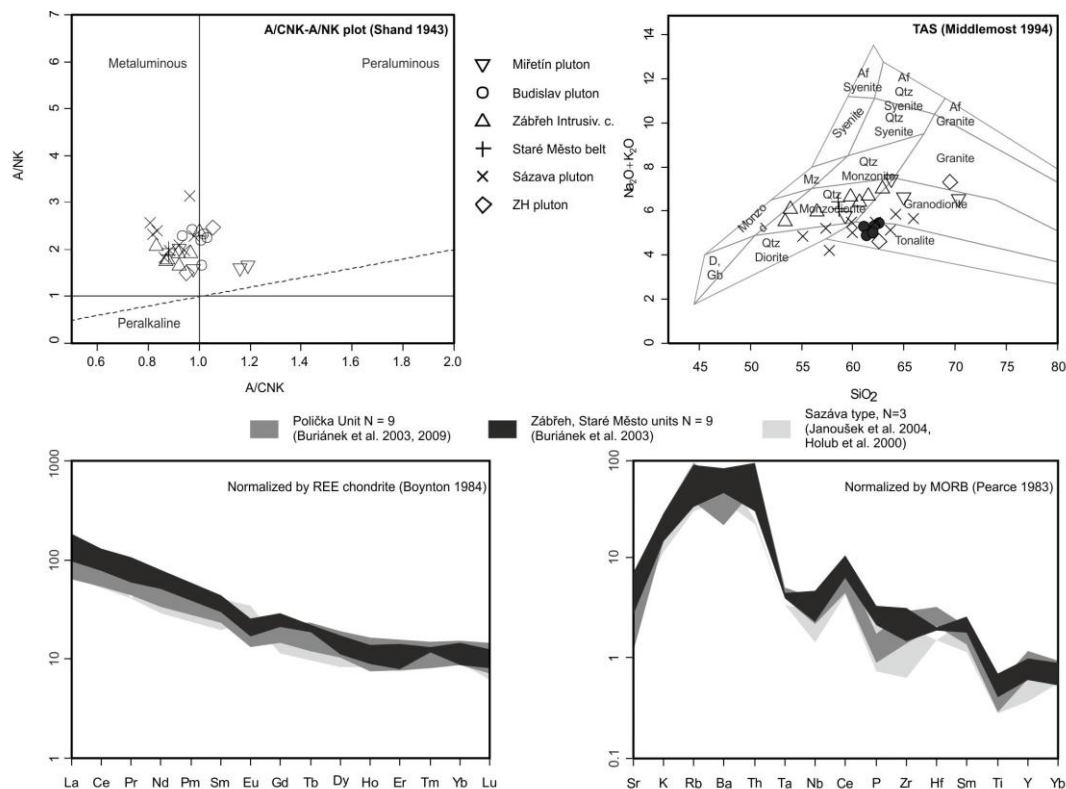 A/CNK-A/NK plot (Shand 1943)
Metaluminous
Peraluminous
Peralkaline
A/NK
7
6
5
4
3
2
1
0
0.6 0.8 1.0 1.2 1.4 1.6 1.8 2.0
A/CNK
Miřetín pluton
Budislav pluton
Zábřeh Intrusiv. c.
Staré Město belt
Sázava pluton
ZH pluton
TAS (Middlemost 1994)
Na2O+K2O
14
12
10
8
6
4
2
0
Af
Syenite
Af
Qtz
Syenite
Af
Granite
Syenite
Qtz
Syenite
Granite
Mz
Qtz
Monzonite
Monzo
d
Qtz
Monzodiorite
Granodiorite
D,
Gb
Qtz
Diorite
Tonalite
45 50 55 60 65 70 75 80
SiO2
Polička Unit N = 9
(Buriánek et al. 2003, 2009)
Zábřeh, Staré Město units N = 9
(Buriánek et al. 2003)
Sazáva type, N=3
(Janoušek et al. 2004,
Holub et al. 2000)
Normalized by REE chondrite (Boynton 1984)
1000
100
10
1
La Ce Pr Nd Pm Sm Eu Gd Tb Dy Ho Er Tm Yb Lu
Normalized by MORB (Pearce 1983)
100
10
1
0.1
Sr K Rb Ba Th Ta Nb Ce P Zr Hf Sm Ti Y Yb